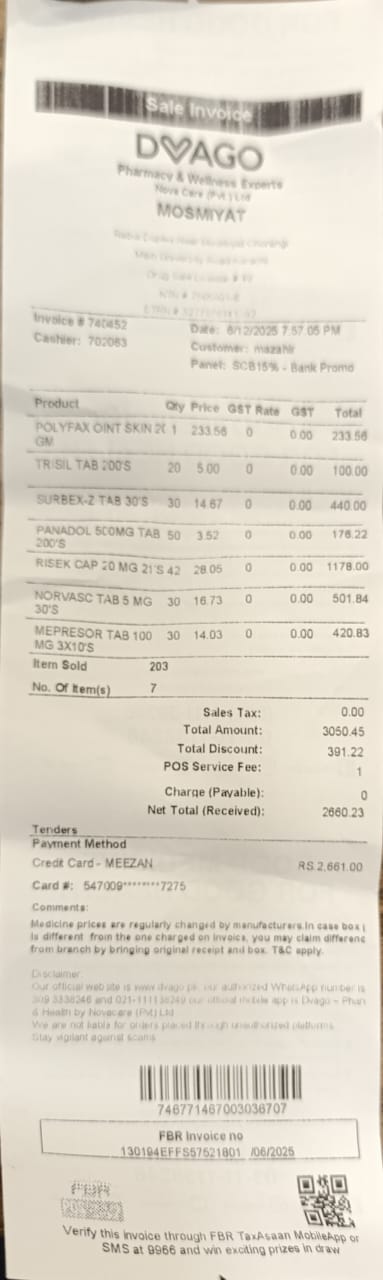 Sale Invoice
DVAGO
Pharmacy & Wellness Experts
Nova Care (Pvt.) Ltd
MOSMIYAT
Invoice # 740452
Cashier: 702063
Date: 6/12/2025 7:57:05 PM
Customer: mazahir
Panel: SCB15% - Bank Promo
Product Qty Price GST Rate GST Total
POLYFAX OINT SKIN 20 1 233.56 0 0.00 233.56
GM
TRISIL TAB 200'S 20 5.00 0 0.00 100.00
SURBEX-Z TAB 30'S 30 14.67 0 0.00 440.00
PANADOL 500MG TAB 50 3.52 0 0.00 176.22
200'S
RISEK CAP 20 MG 21'S 42 28.05 0 0.00 1178.00
NORVASC TAB 5 MG 30 16.73 0 0.00 501.84
30'S
MEPRESOR TAB 100 30 14.03 0 0.00 420.83
MG 3X10'S
Item Sold 203
No. Of Item(s) 7
Sales Tax: 0.00
Total Amount: 3050.45
Total Discount: 391.22
POS Service Fee: 1
Charge (Payable): 0
Net Total (Received): 2660.23
Tenders
Payment Method
Credit Card - MEEZAN RS.2,661.00
Card #: 547009********7275
Comments:
Medicine prices are regularly changed by manufacturers.In case box p
is different from the one charged on invoice, you may claim differenc
from branch by bringing original receipt and box. T&C apply.
Disclaimer:
Our official web site is www.dvago.pk, our authorized WhatsApp number is
309 3338246 and 021-111138246 our official mobile app is Dvago - Phar
& Health by Novacare (Pvt) Ltd
We are not liable for orders placed through unauthorized platforms.
Stay vigilant against scams
746771467003036707
FBR Invoice no
130194EFFS57521801 /06/2025
FBR
Verify this invoice through FBR TaxAsaan MobileApp or
SMS at 9966 and win exciting prizes in draw